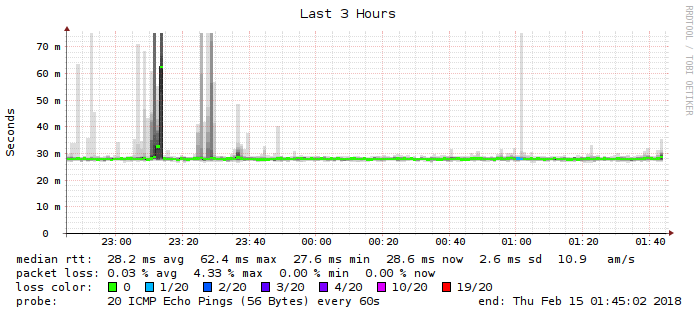 Last 3 Hours
RRDTOOL / TOBI OETIKER
Seconds
70 m
60 m
50 m
40 m
30 m
20 m
10 m
0
23:00 23:20 23:40 00:00 00:20 00:40 01:00 01:20 01:40
median rtt: 28.2 ms avg 62.4 ms max 27.6 ms min 28.6 ms now 2.6 ms sd 10.9 am/s
packet loss: 0.03 % avg 4.33 % max 0.00 % min 0.00 % now
loss color: 0 1/20 2/20 3/20 4/20 10/20 19/20
probe: 20 ICMP Echo Pings (56 Bytes) every 60s end: Thu Feb 15 01:45:02 2018